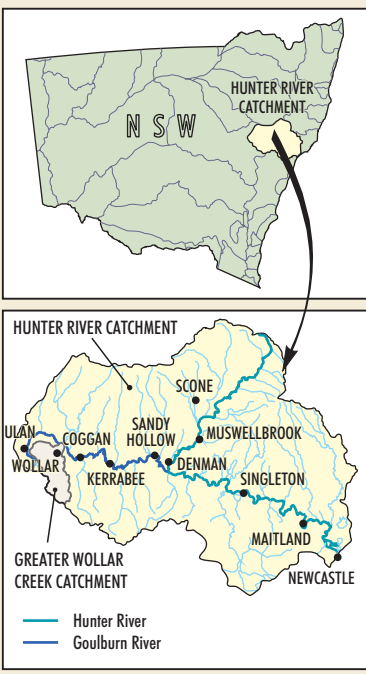 HUNTER RIVER
CATCHMENT
N S W
HUNTER RIVER CATCHMENT
SCONE
ULAN
COGGAN
SANDY
HOLLOW
MUSWELLBROOK
WOLLAR
DENMAN
KERRABEE
SINGLETON
MAITLAND
GREATER WOLLAR
CREEK CATCHMENT
NEWCASTLE
Hunter River
Goulburn River